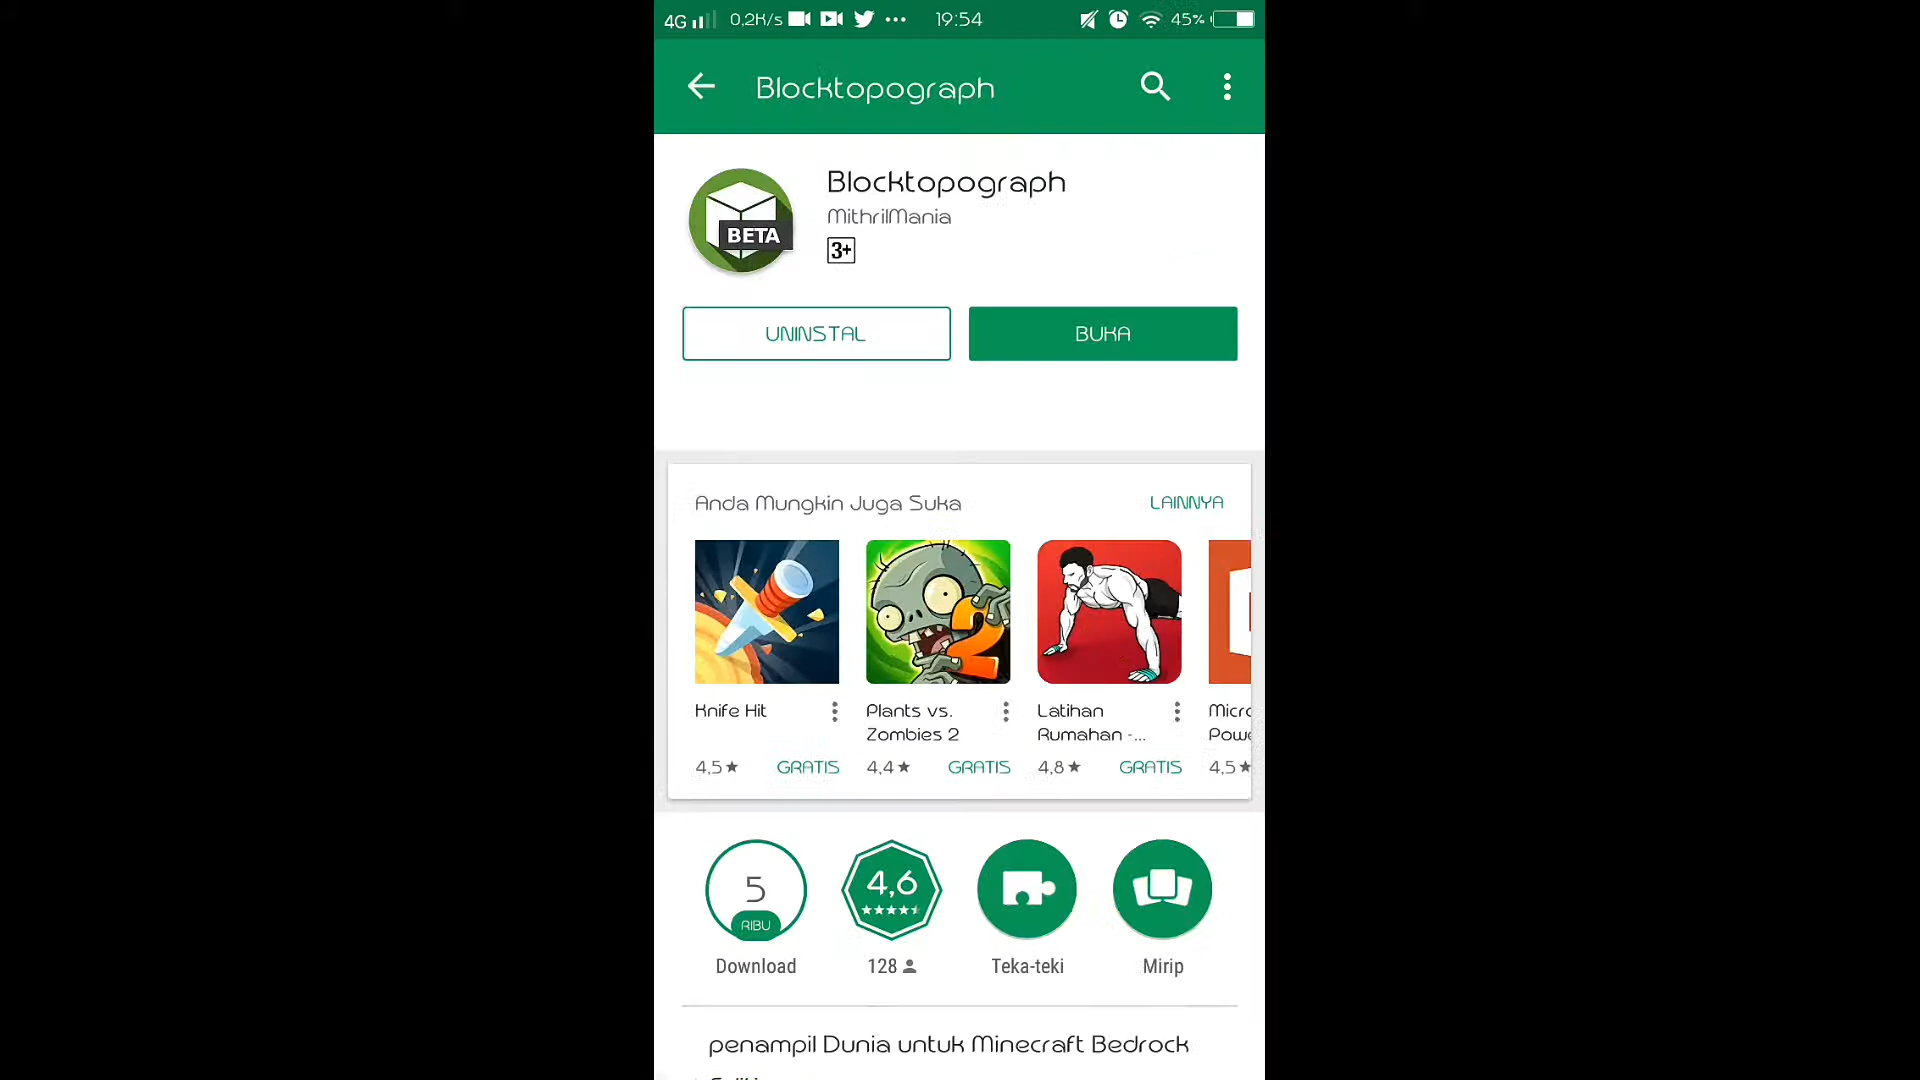 4G 0,2K/s 19:54 45%
Blocktopograph
BETA
Blocktopograph
MithrilMania
3+
UNINSTAL BUKA
Anda Mungkin Juga Suka LAINNYA
2
Knife Hit
Plants vs. Zombies 2
Latihan Rumahan -...
4,5★ GRATIS 4,4★ GRATIS 4,8★ GRATIS 4,5★
5 RIBU
4,6
Download 128 Teka-teki Mirip
penampil Dunia untuk Minecraft Bedrock